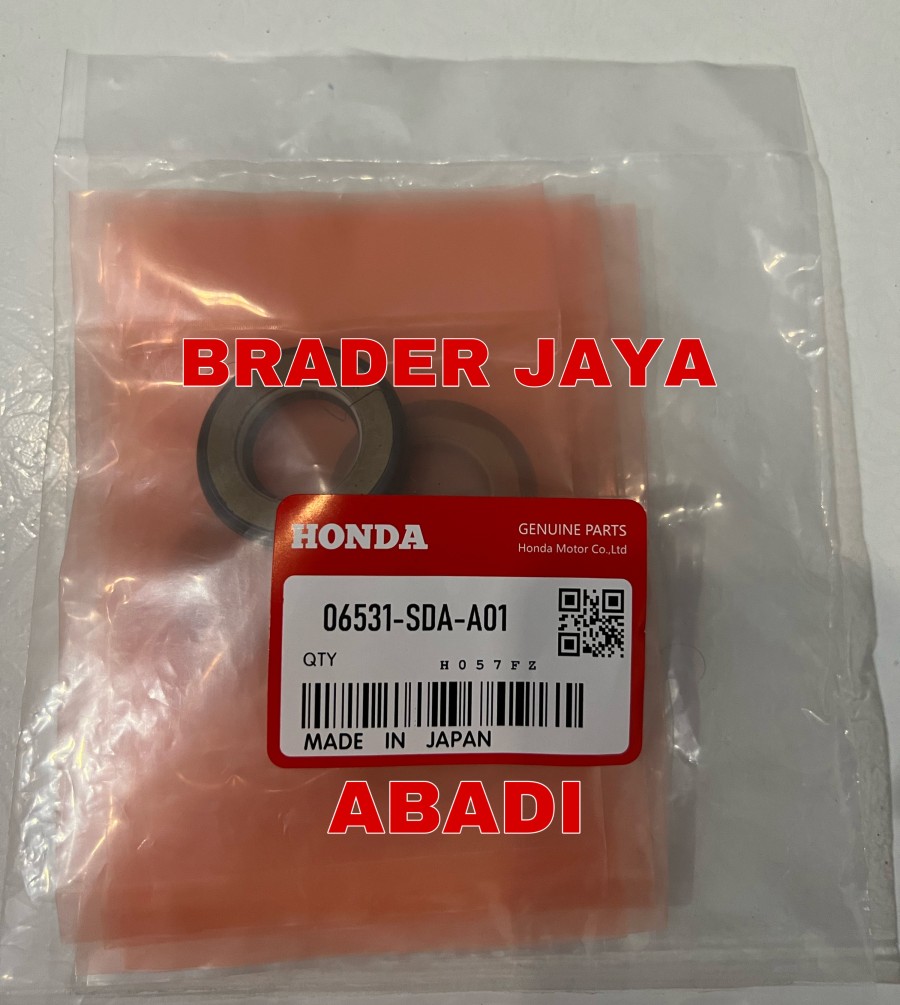 BRADER JAYA
HONDA
GENUINE PARTS
Honda Motor Co.,Ltd
06531-SDA-A01
QTY
H057FZ
MADE IN JAPAN
ABADI